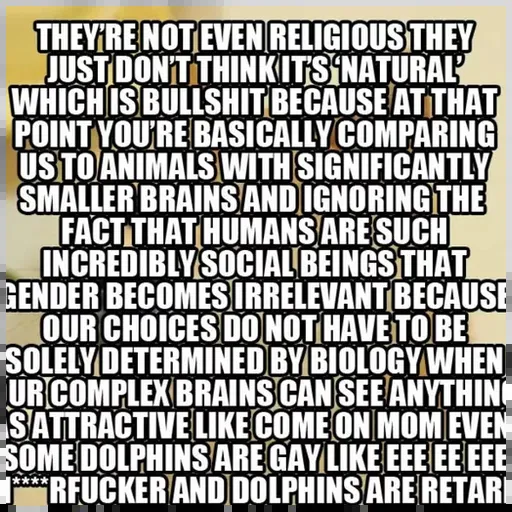 THEY'RE NOT EVEN RELIGIOUS THEY
JUST DON'T THINK IT'S 'NATURAL'
WHICH IS BULLSHIT BECAUSE AT THAT
POINT YOU'RE BASICALLY COMPARING
US TO ANIMALS WITH SIGNIFICANTLY
SMALLER BRAINS AND IGNORING THE
FACT THAT HUMANS ARE SUCH
INCREDIBLY SOCIAL BEINGS THAT
GENDER BECOMES IRRELEVANT BECAUSE
OUR CHOICES DO NOT HAVE TO BE
SOLELY DETERMINED BY BIOLOGY WHEN
UR COMPLEX BRAINS CAN SEE ANYTHING
S ATTRACTIVE LIKE COME ON MOM EVEN
SOME DOLPHINS ARE GAY LIKE EEE EE EEE
****RFUCKER AND DOLPHINS ARE RETAR